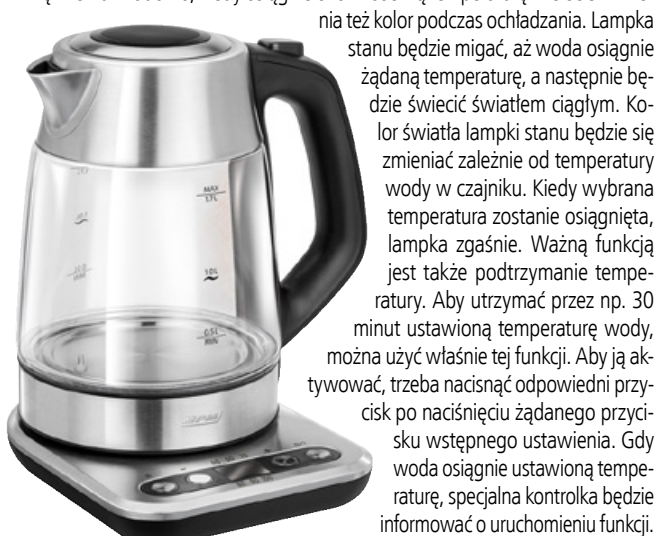 nia też kolor podczas ochładzania. Lampka
stanu będzie migać, aż woda osiągnie
żądaną temperaturę, a następnie bę-
dzie świecić światłem ciągłym. Ko-
lor światła lampki stanu będzie się
zmieniać zależnie od temperatury
wody w czajniku. Kiedy wybrana
temperatura zostanie osiągnięta,
lampka zgaśnie. Ważną funkcją
jest także podtrzymanie tempe-
ratury. Aby utrzymać przez np. 30
minut ustawioną temperaturę wody,
można użyć właśnie tej funkcji. Aby ją ak-
tywować, trzeba nacisnąć odpowiedni przy-
cisk po naciśnięciu żądanego przyci-
sku wstępnego ustawienia. Gdy
woda osiągnie ustawioną tempe-
raturę, specjalna kontrolka będzie
informować o uruchomieniu funkcji.
MAX
1.7L
1.0L
0.5L
MIN